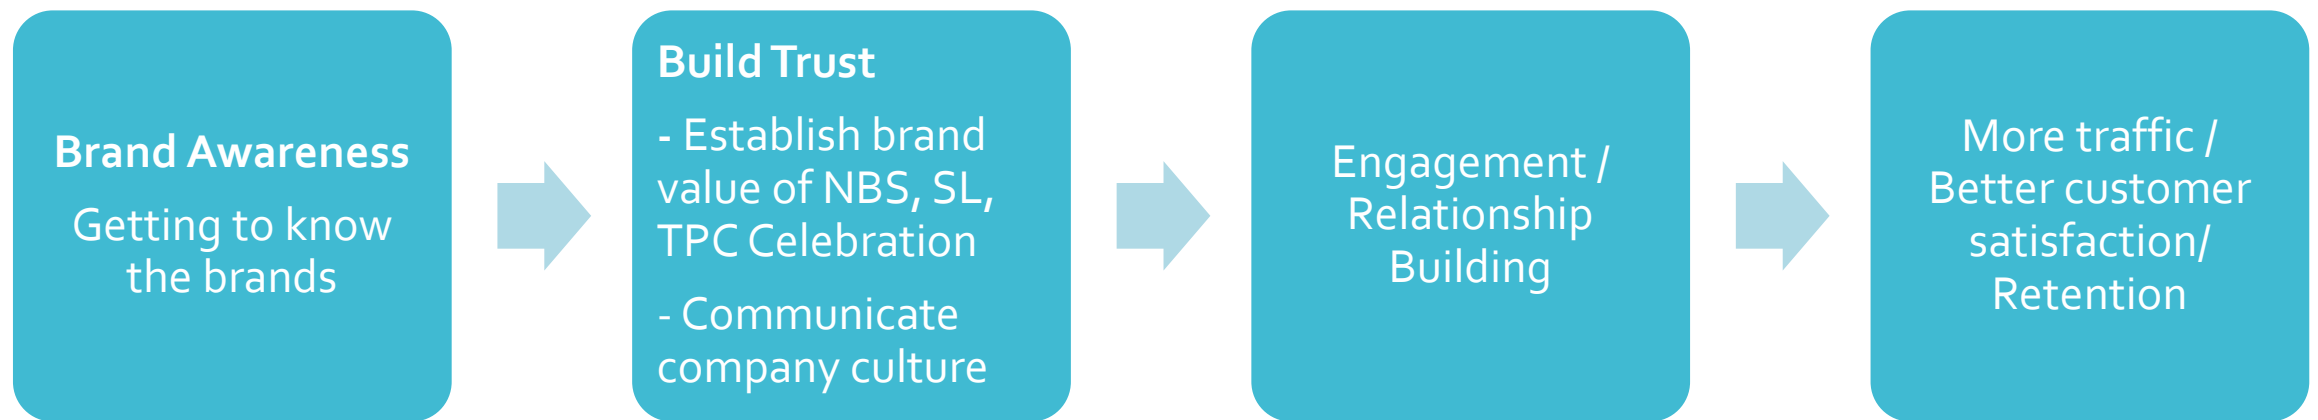 Brand Awareness
Getting to know
the brands
Build Trust
- Establish brand
value of NBS, SL,
TPC Celebration
- Communicate
company culture
Engagement /
Relationship
Building
More traffic /
Better customer
satisfaction/
Retention